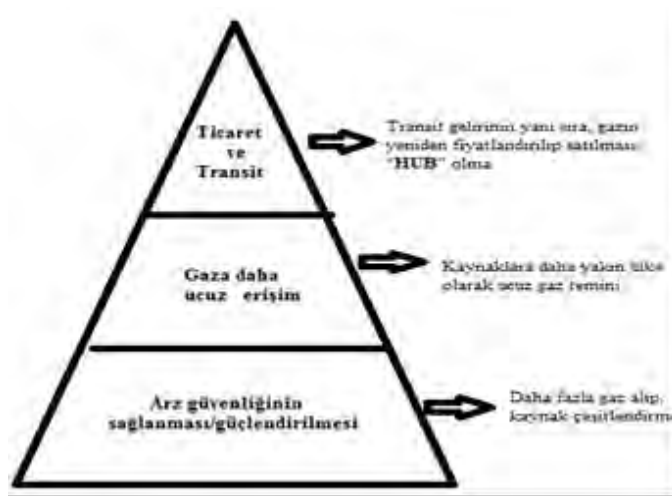 Ticaret
ve
Transit
Transit gelirinin yanı sıra, gazın
yeniden fiyatlandırılıp satılması:
"HUB" olma
Gaza daha
ucuz erişim
Kaynaklara daha yakın ülke
olarak ucuz gaz temini
Arz güvenliğinin
sağlanması/güçlendirilmesi
Daha fazla gaz alıp,
kaynak çeşitlendirme